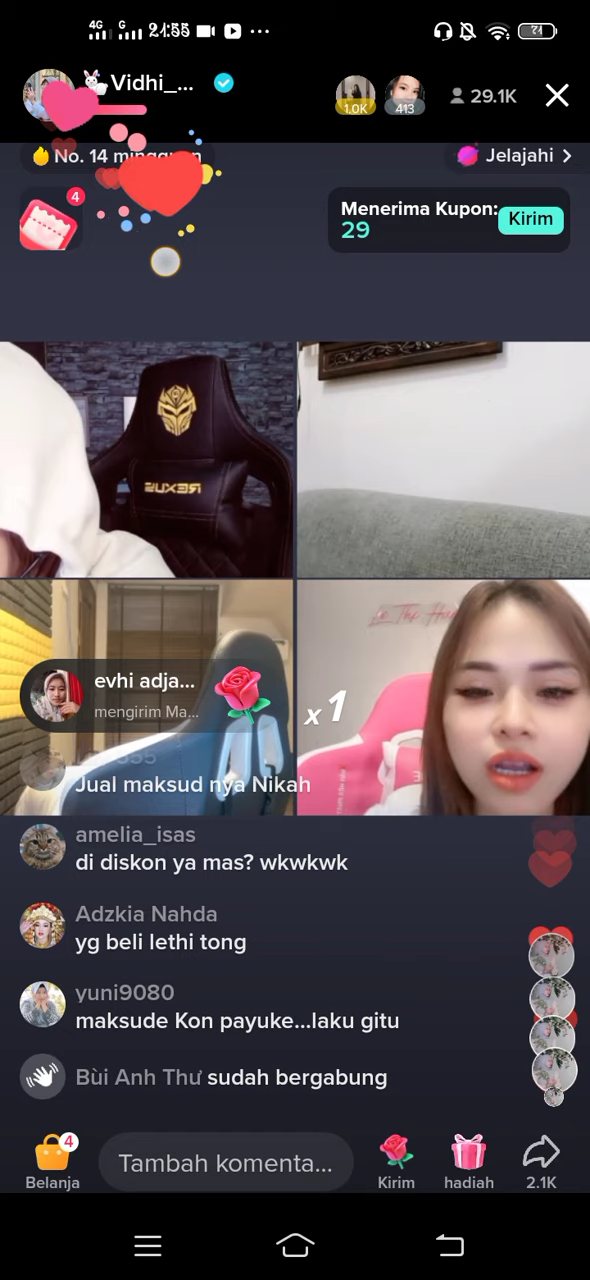 4G G 21:55 71
Vidhi_...
1.0K 413 29.1K
No. 14 mingguan
Jelajahi
4
Menerima Kupon:
29
Kirim
REXUS
evhi adja...
mengirim Ma...
x1
Jual maksud nya Nikah
amelia_isas
di diskon ya mas? wkwkwk
Adzkia Nahda
yg beli lethi tong
yuni9080
maksude Kon payuke...laku gitu
Bùi Anh Thư sudah bergabung
4
Tambah komenta...
Belanja
Kirim
hadiah
2.1K